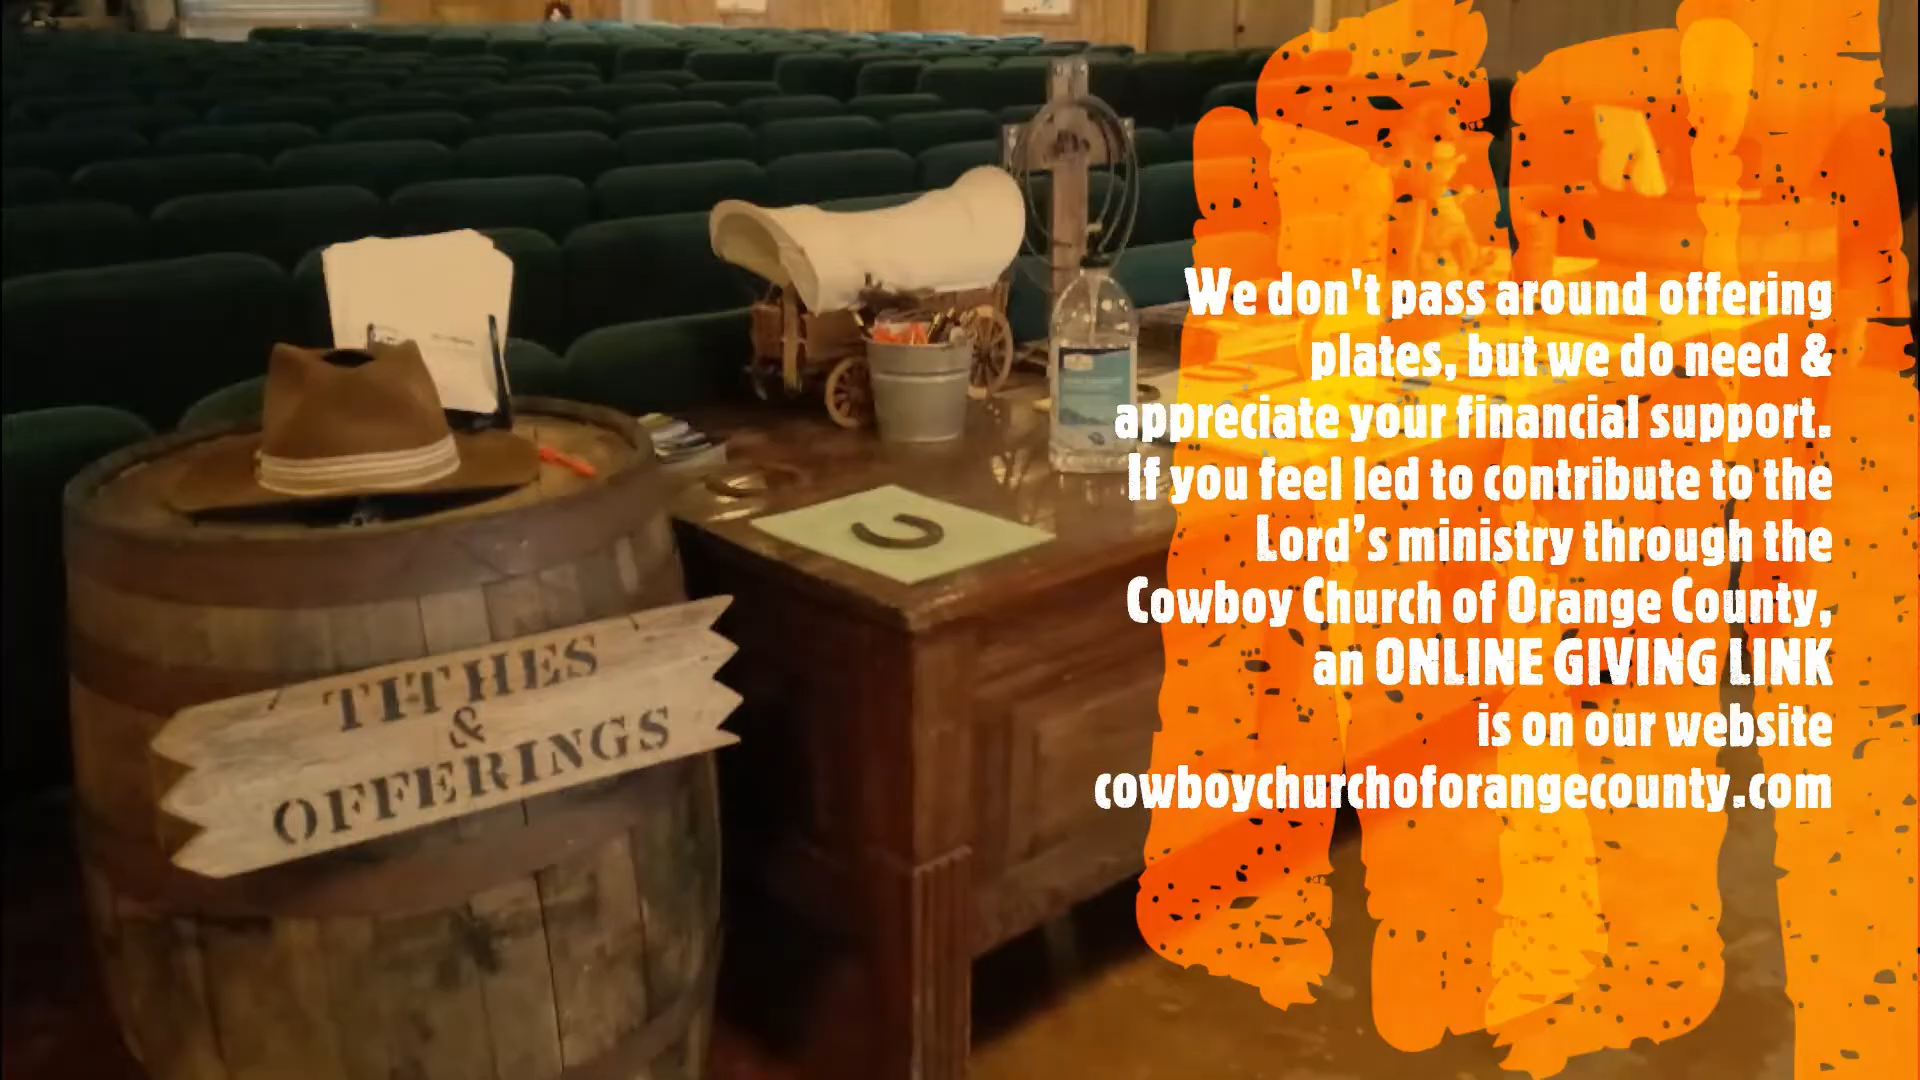 TITHES
&
OFFERINGS
We don't pass around offering
plates, but we do need &
appreciate your financial support.
If you feel led to contribute to the
Lord's ministry through the
Cowboy Church of Orange County,
an ONLINE GIVING LINK
is on our website
cowboychurchoforangecounty.com